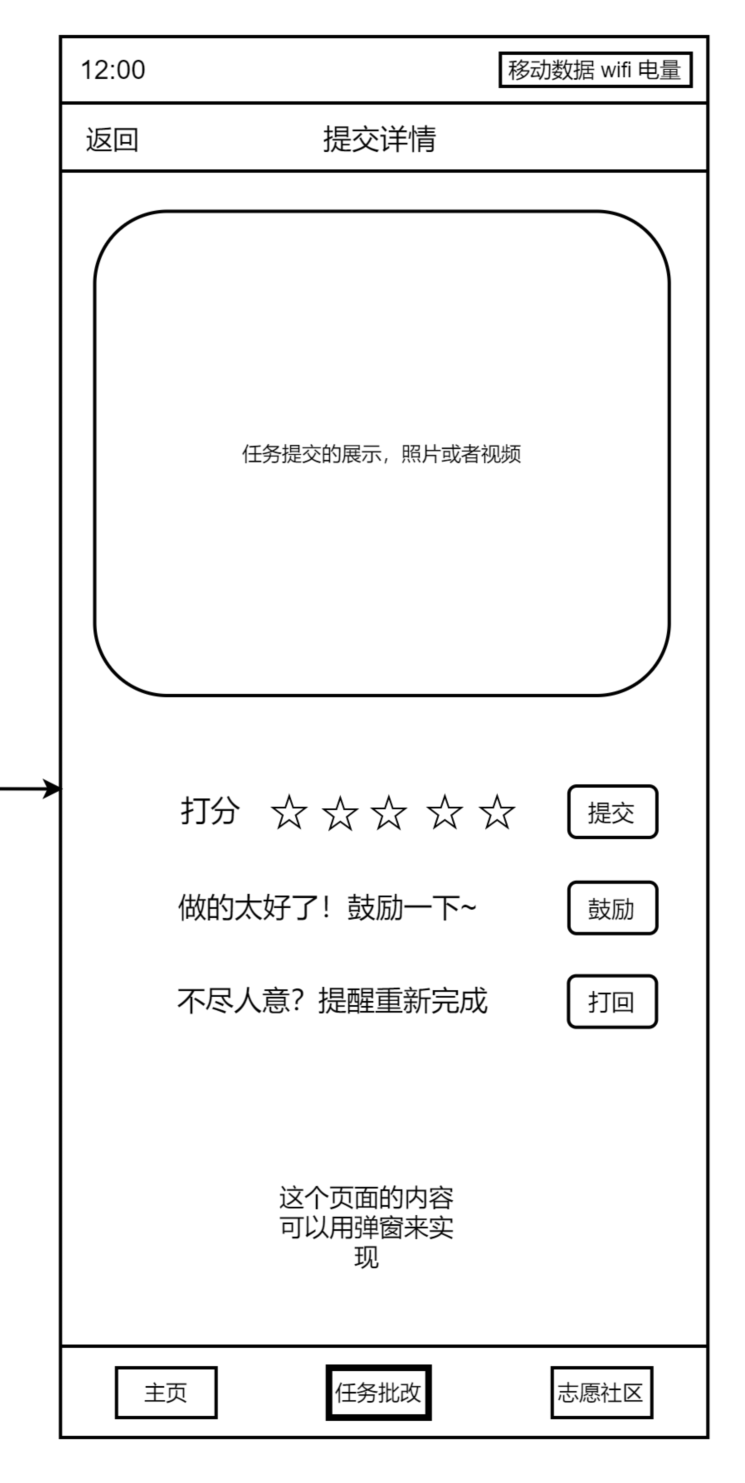 12:00
移动数据 wifi 电量
返回
提交详情
任务提交的展示，照片或者视频
打分 ☆ ☆ ☆ ☆ ☆
提交
做的太好了！鼓励一下~
鼓励
不尽人意？提醒重新完成
打回
这个页面的内容
可以用弹窗来实
现
主页
任务批改
志愿社区